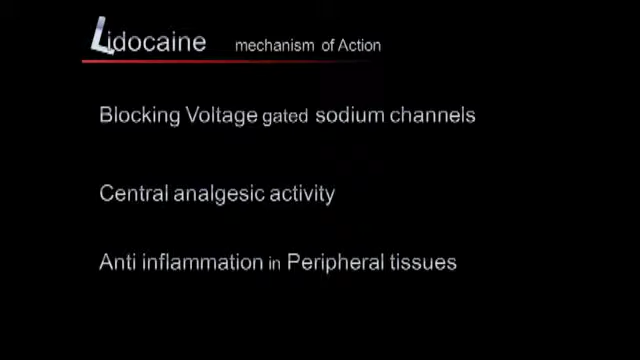 Lidocaine mechanism of Action
Blocking Voltage gated sodium channels
Central analgesic activity
Anti inflammation in Peripheral tissues